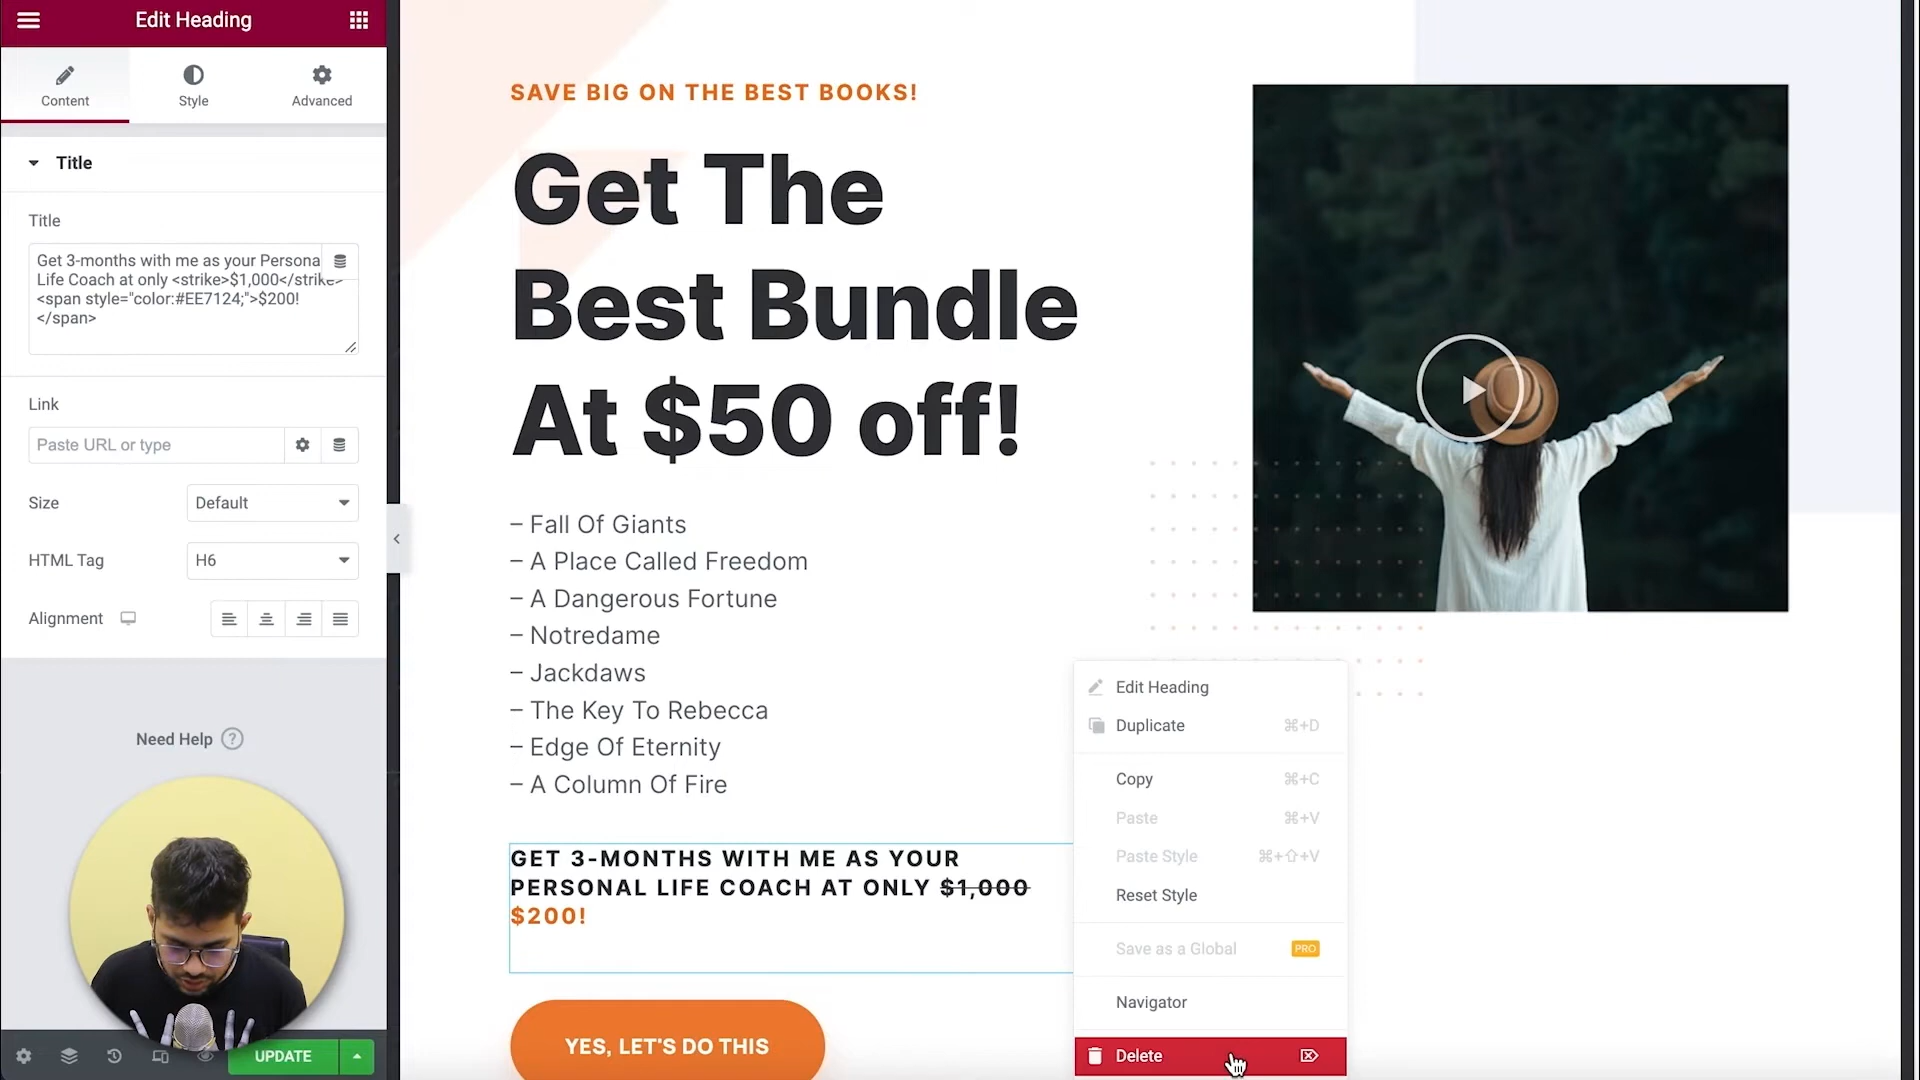 Edit Heading
Content
Style
Advanced
Title
Title
Get 3-months with me as your Persona
Life Coach at only <strike>$1,000</strike>
<span style="color:#EE7124;">$200!
</span>
Link
Paste URL or type
Size
Default
HTML Tag
H6
Alignment
Need Help ?
UPDATE
SAVE BIG ON THE BEST BOOKS!
Get The
Best Bundle
At $50 off!
– Fall Of Giants
– A Place Called Freedom
– A Dangerous Fortune
– Notredame
– Jackdaws
– The Key To Rebecca
– Edge Of Eternity
– A Column Of Fire
GET 3-MONTHS WITH ME AS YOUR
PERSONAL LIFE COACH AT ONLY $1,000
$200!
YES, LET'S DO THIS
Edit Heading
Duplicate ⌘+D
Copy ⌘+C
Paste ⌘+V
Paste Style ⌘+⇧+V
Reset Style
Save as a Global PRO
Navigator
Delete